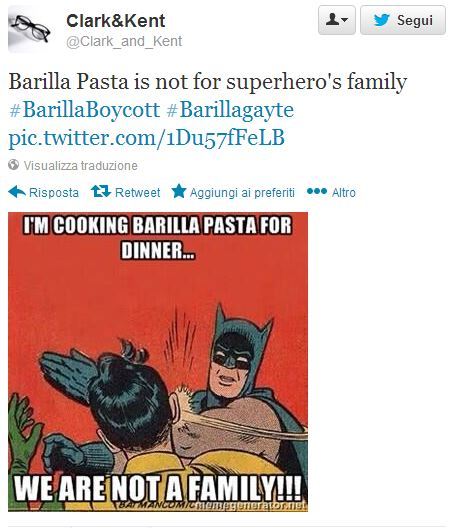 Clark&Kent
@Clark_and_Kent
Segui
Barilla Pasta is not for superhero's family
#BarillaBoycott #Barillagayte
pic.twitter.com/1Du57fFeLB
Visualizza traduzione
Risposta Retweet Aggiungi ai preferiti Altro
I'M COOKING BARILLA PASTA FOR
DINNER...
WE ARE NOT A FAMILY!!!
BATMANCOMIC
memegenerator.net